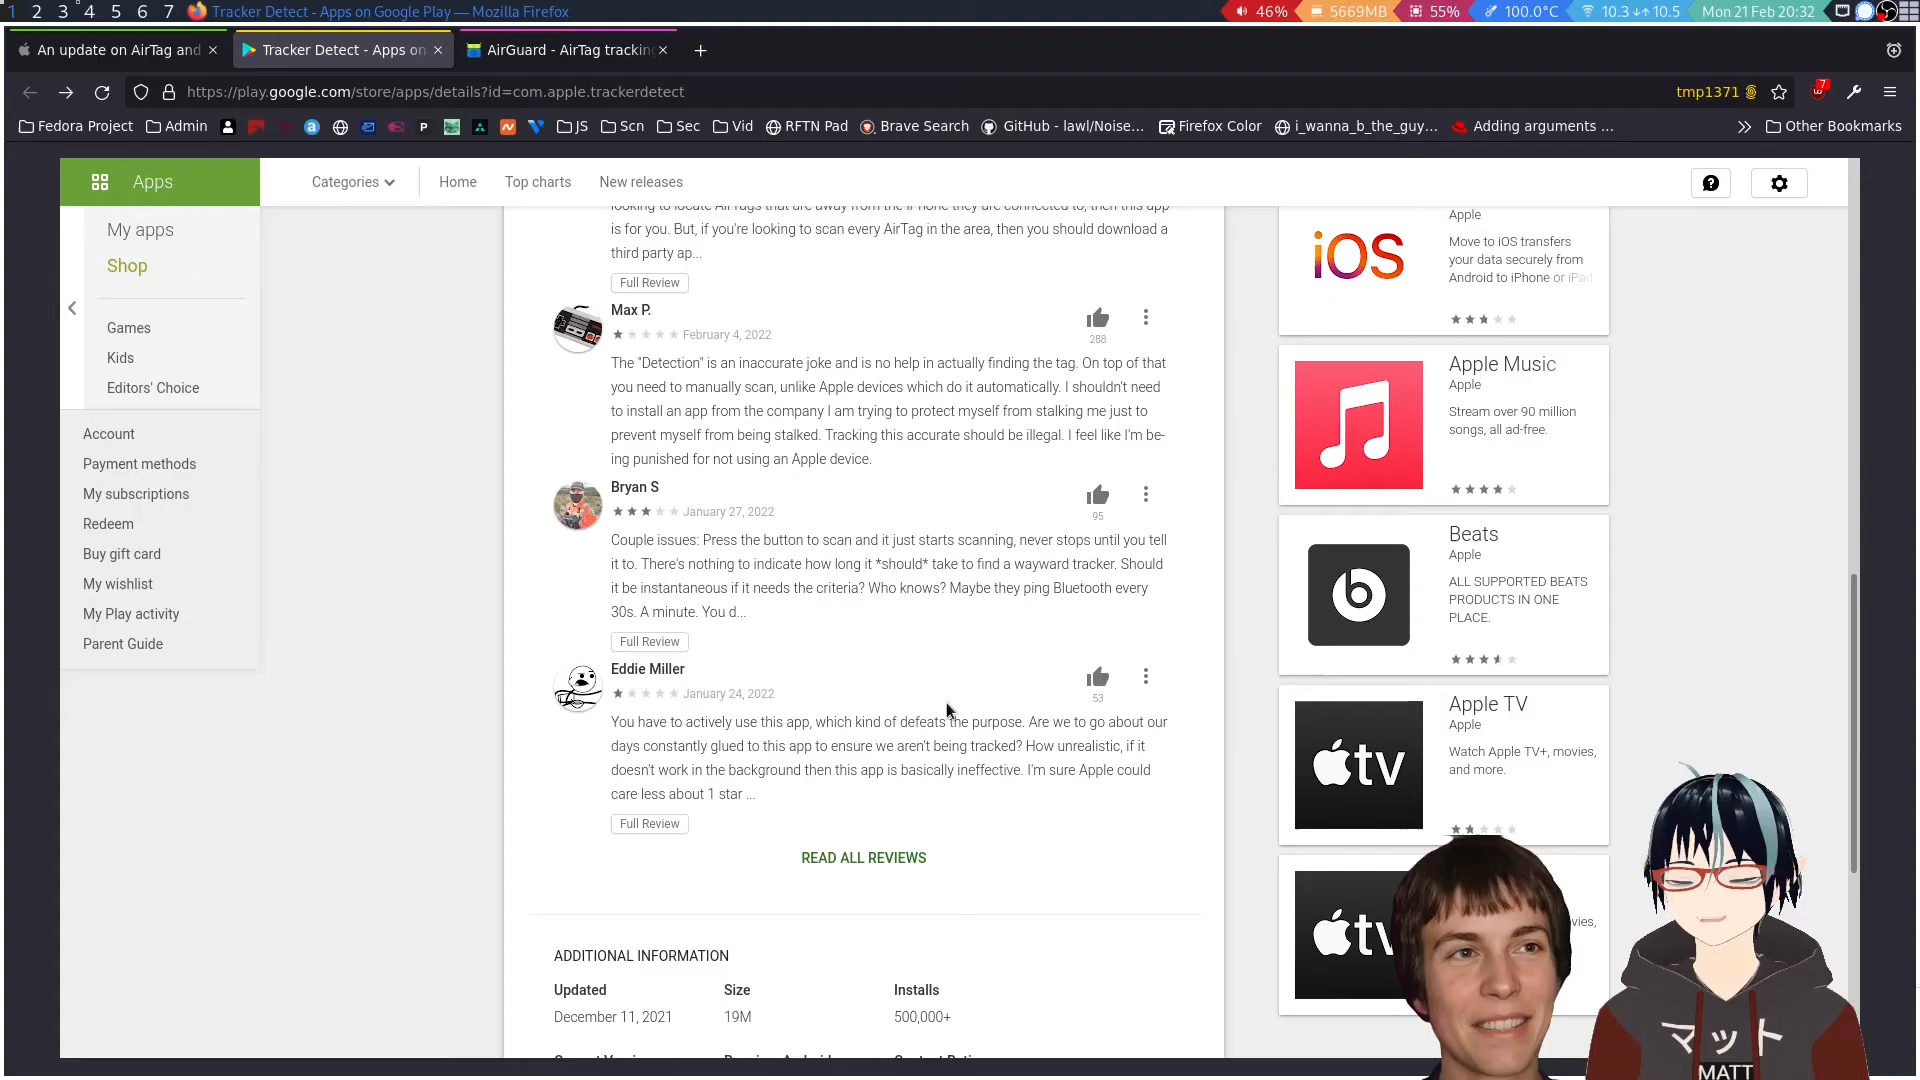 1 2 3 4 5 6 7 Tracker Detect - Apps on Google Play — Mozilla Firefox
46% 5669MB 55% 100.0°C 10.3 ↓↑ 10.5 Mon 21 Feb 20:32
An update on AirTag and
Tracker Detect - Apps on
AirGuard - AirTag tracking
https://play.google.com/store/apps/details?id=com.apple.trackerdetect
tmp1371
7
Fedora Project Admin JS Scn Sec Vid RFTN Pad Brave Search GitHub - lawl/Noise... Firefox Color i_wanna_b_the_guy... Adding arguments ... Other Bookmarks
Apps
Categories Home Top charts New releases
My apps
Shop
Games
Kids
Editors' Choice
Account
Payment methods
My subscriptions
Redeem
Buy gift card
My wishlist
My Play activity
Parent Guide
looking to locate AirTags that are away from the iPhone they are connected to, then this app
is for you. But, if you're looking to scan every AirTag in the area, then you should download a
third party ap...
Full Review
Max P.
February 4, 2022
288
The "Detection" is an inaccurate joke and is no help in actually finding the tag. On top of that
you need to manually scan, unlike Apple devices which do it automatically. I shouldn't need
to install an app from the company I am trying to protect myself from stalking me just to
prevent myself from being stalked. Tracking this accurate should be illegal. I feel like I'm be-
ing punished for not using an Apple device.
Bryan S
January 27, 2022
95
Couple issues: Press the button to scan and it just starts scanning, never stops until you tell
it to. There's nothing to indicate how long it *should* take to find a wayward tracker. Should
it be instantaneous if it needs the criteria? Who knows? Maybe they ping Bluetooth every
30s. A minute. You d...
Full Review
Eddie Miller
January 24, 2022
53
You have to actively use this app, which kind of defeats the purpose. Are we to go about our
days constantly glued to this app to ensure we aren't being tracked? How unrealistic, if it
doesn't work in the background then this app is basically ineffective. I'm sure Apple could
care less about 1 star ...
Full Review
READ ALL REVIEWS
ADDITIONAL INFORMATION
Updated
December 11, 2021
Size
19M
Installs
500,000+
iOS
Apple
Move to iOS transfers
your data securely from
Android to iPhone or iPad
Apple Music
Apple
Stream over 90 million
songs, all ad-free.
Beats
Apple
ALL SUPPORTED BEATS
PRODUCTS IN ONE
PLACE.
tv
Apple TV
Apple
Watch Apple TV+, movies,
and more.
tv
マット
MATT